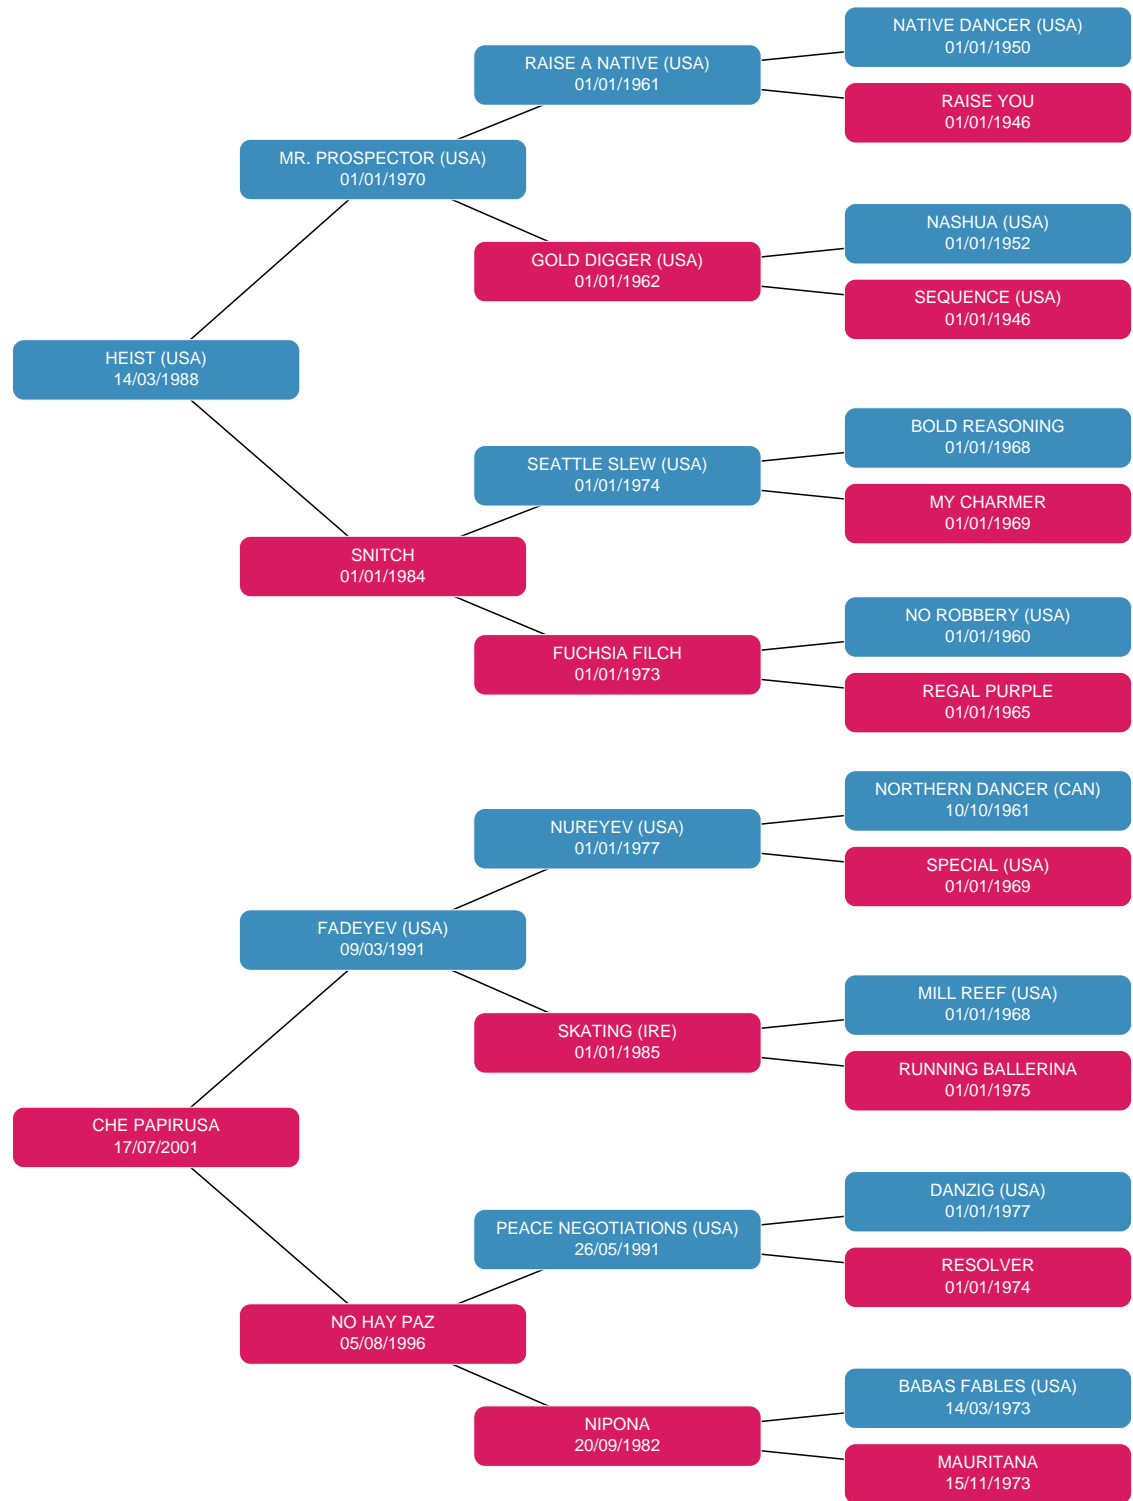 NATIVE DANCER (USA)
01/01/1950
RAISE A NATIVE (USA)
01/01/1961
RAISE YOU
01/01/1946
MR. PROSPECTOR (USA)
01/01/1970
NASHUA (USA)
01/01/1952
GOLD DIGGER (USA)
01/01/1962
SEQUENCE (USA)
01/01/1946
HEIST (USA)
14/03/1988
BOLD REASONING
01/01/1968
SEATTLE SLEW (USA)
01/01/1974
MY CHARMER
01/01/1969
SNITCH
01/01/1984
NO ROBBERY (USA)
01/01/1960
FUCHSIA FILCH
01/01/1973
REGAL PURPLE
01/01/1965
NORTHERN DANCER (CAN)
10/10/1961
NUREYEV (USA)
01/01/1977
SPECIAL (USA)
01/01/1969
FADEYEV (USA)
09/03/1991
MILL REEF (USA)
01/01/1968
SKATING (IRE)
01/01/1985
RUNNING BALLERINA
01/01/1975
CHE PAPIRUSA
17/07/2001
DANZIG (USA)
01/01/1977
PEACE NEGOTIATIONS (USA)
26/05/1991
RESOLVER
01/01/1974
NO HAY PAZ
05/08/1996
BABAS FABLES (USA)
14/03/1973
NIPONA
20/09/1982
MAURITANA
15/11/1973